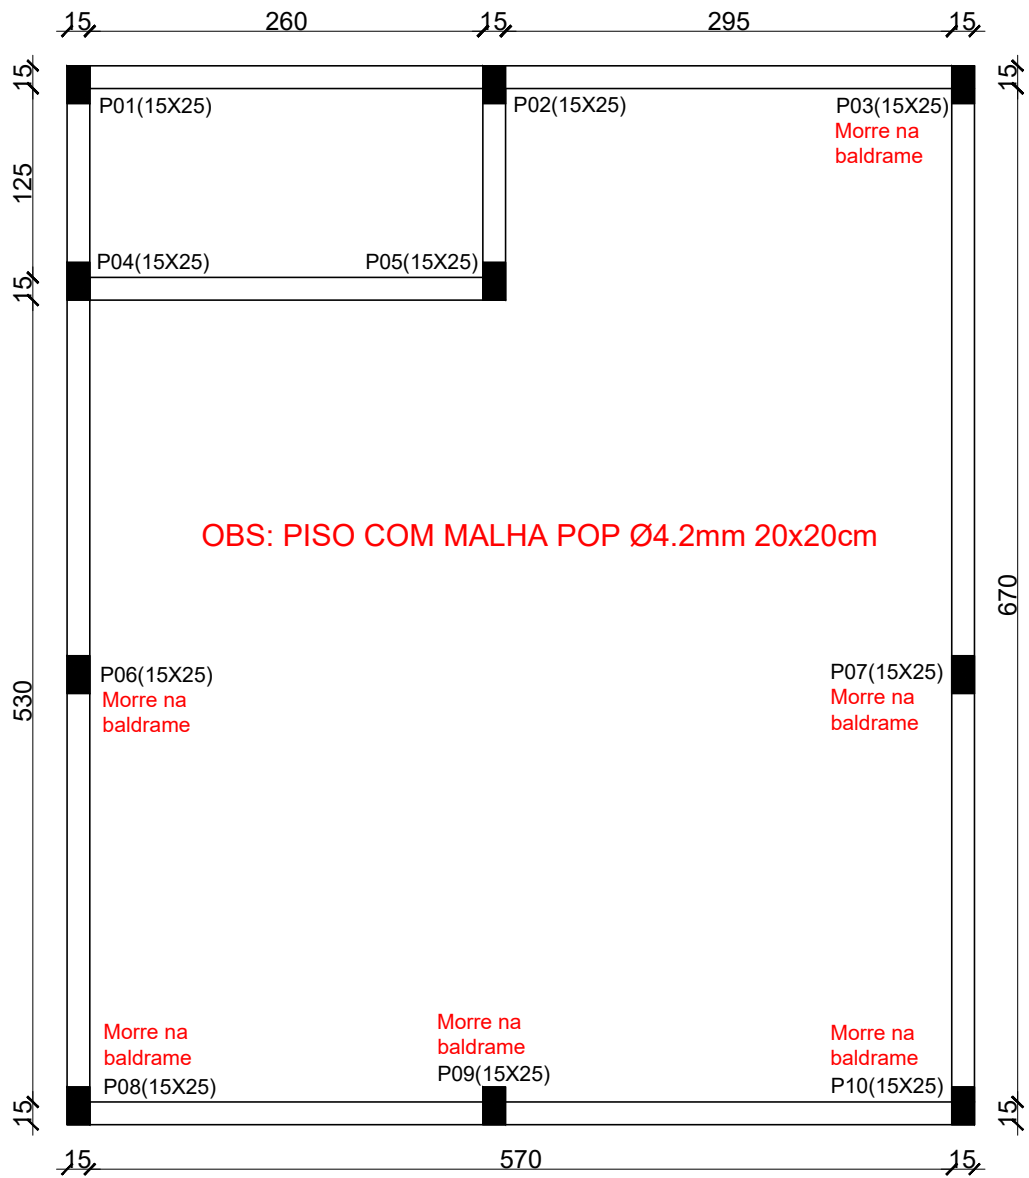 15 260 15 295 15
15 15
P01(15X25) P02(15X25) P03(15X25)
Morre na
baldrame
125
P04(15X25) P05(15X25)
15
OBS: PISO COM MALHA POP Ø4.2mm 20x20cm
670
P06(15X25) P07(15X25)
Morre na Morre na
baldrame baldrame
530
Morre na Morre na Morre na
baldrame baldrame baldrame
P08(15X25) P09(15X25) P10(15X25)
15 15
15 570 15